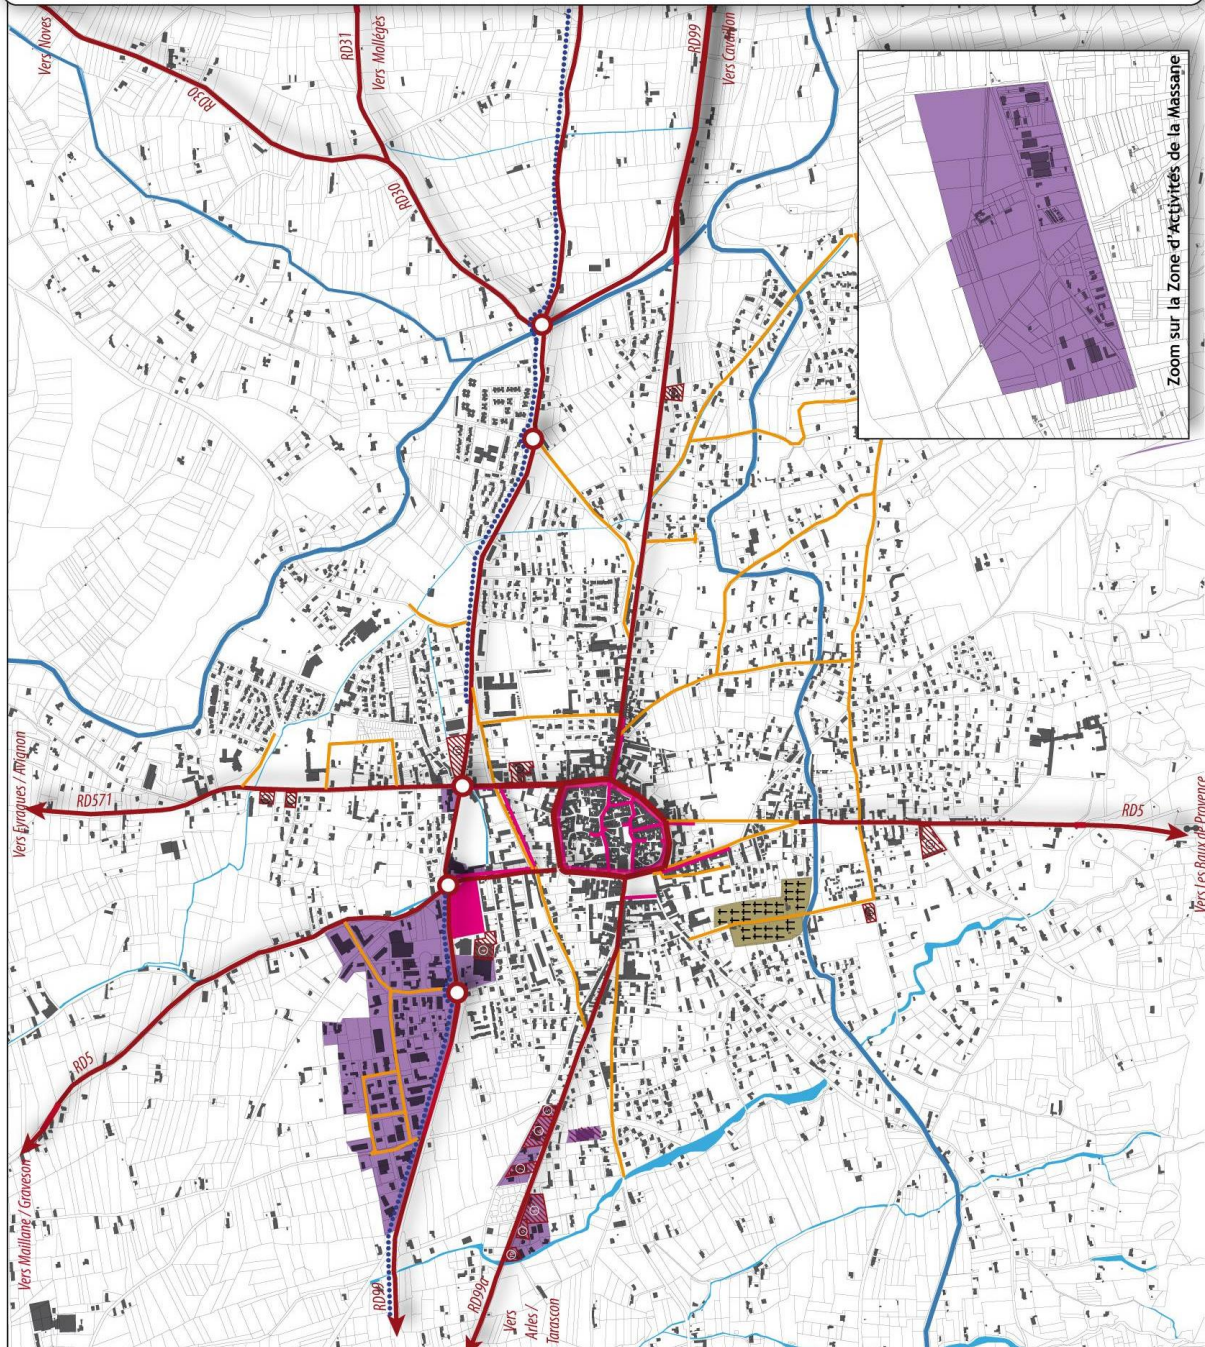 Vers Noves
RD30
RD31
Vers Mollégès
RD30
RD99
Vers Cavaillon
Zoom sur la Zone d'Activités de la Massane
Vers Eyragues / Avignon
RD571
RD5
Vers Les Baux de Provence
RD5
Vers Maillane / Graveson
RD99
RD99a
Vers
Arles /
Tarascon